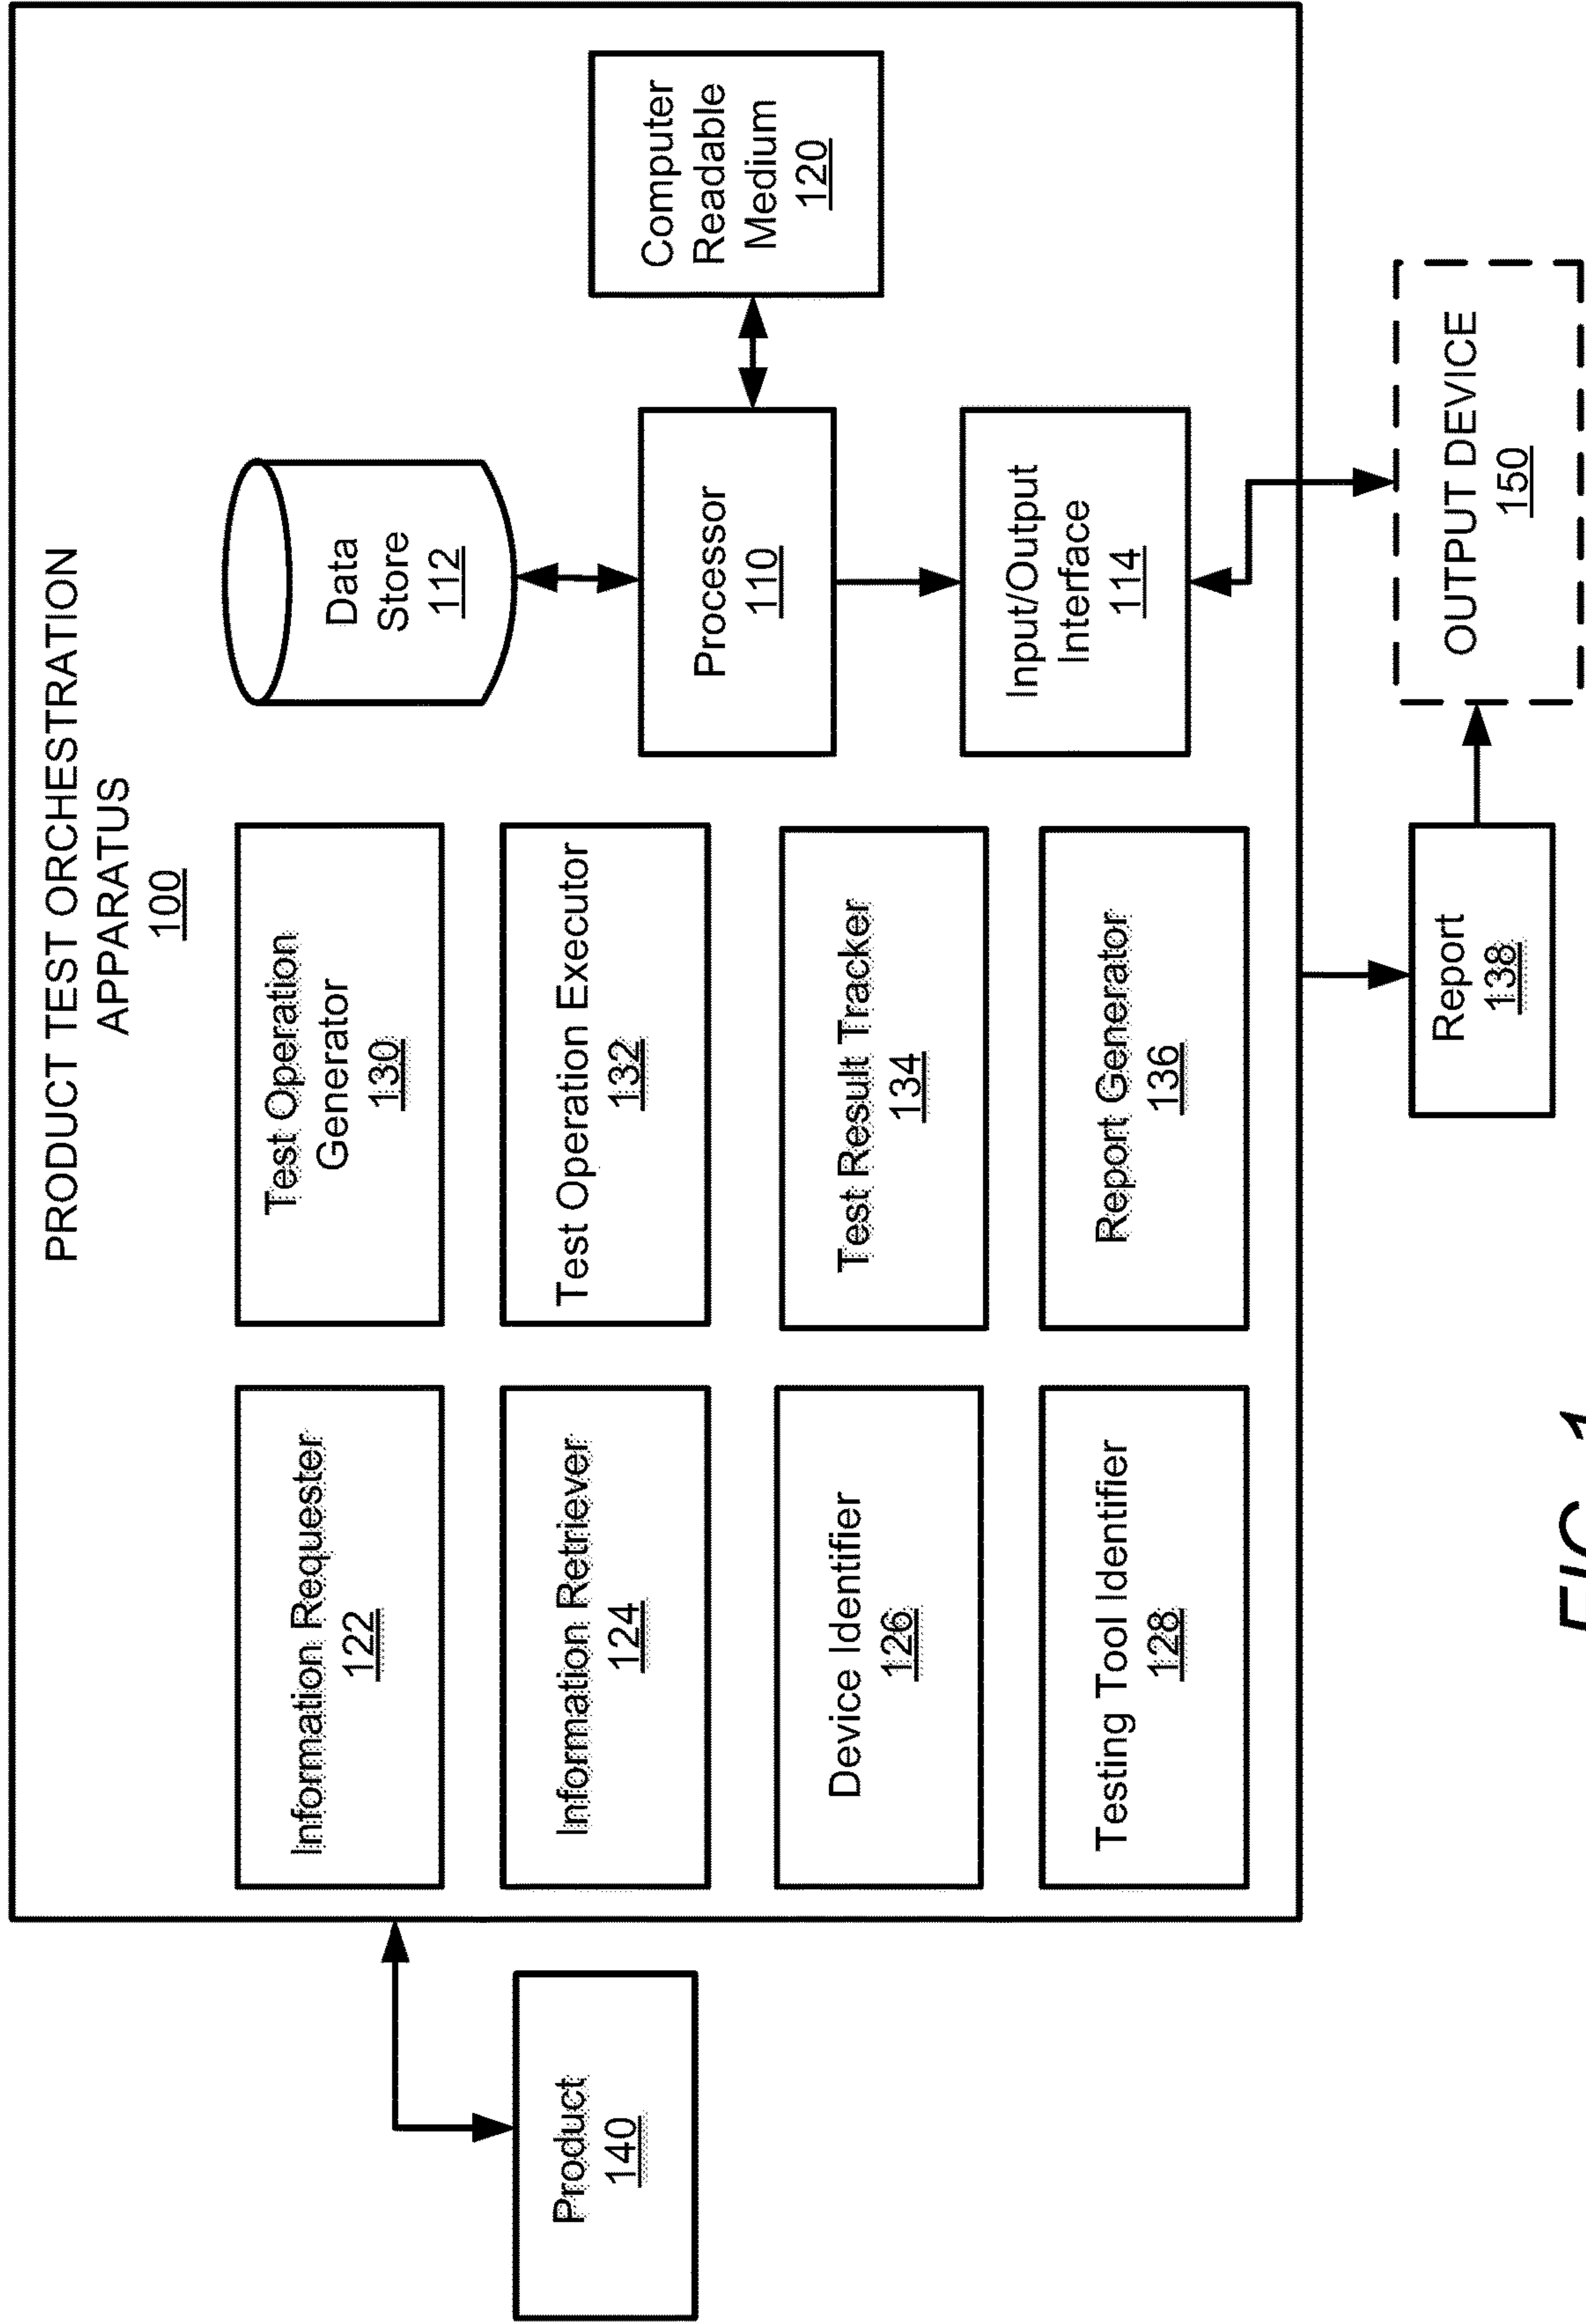 PRODUCT TEST ORCHESTRATION
APPARATUS
100
Information Requester
122
Test Operation
Generator
130
Data
Store
112
Information Retriever
124
Test Operation Executor
132
Processor
110
Computer
Readable
Medium
120
Device Identifier
126
Test Result Tracker
134
Testing Tool Identifier
128
Report Generator
136
Input/Output
Interface
114
Product
140
Report
138
OUTPUT DEVICE
150
FIG. 1